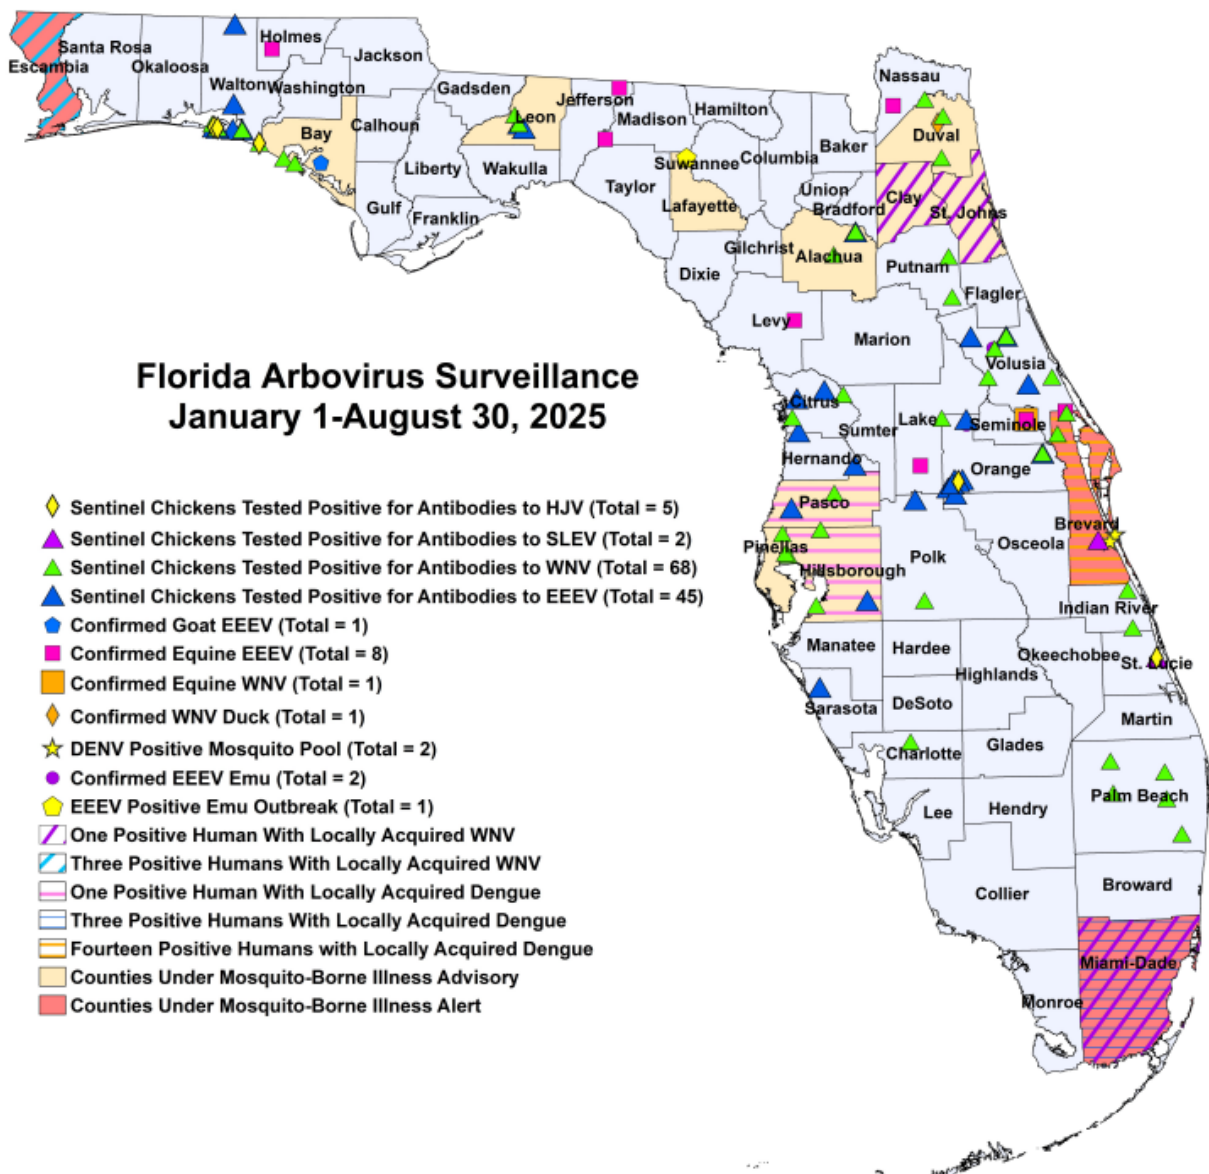 Nassau
Holmes
Santa Rosa
Jackson
Escambia
Okaloosa
Walton
Washington
Gadsden
Jefferson
Hamilton
Madison
Leon
Calhoun
Bay
Duval
Baker
Columbia
Suwannee
Liberty
Wakulla
Taylor
Union
Clay
Lafayette
Bradford
St. Johns
Gulf
Franklin
Gilchrist
Alachua
Putnam
Dixie
Flagler
Levy
Marion
Volusia
Florida Arbovirus Surveillance
January 1-August 30, 2025
Citrus
Lake
Seminole
Sumter
Hernando
Orange
Pasco
Brevard
Osceola
Pinellas
Polk
Hillsborough
Indian River
Manatee
Hardee
Okeechobee
St. Lucie
Highlands
DeSoto
Sarasota
Martin
Glades
Charlotte
Palm Beach
Lee
Hendry
Broward
Collier
Miami-Dade
Monroe
Sentinel Chickens Tested Positive for Antibodies to HJV (Total = 5)
Sentinel Chickens Tested Positive for Antibodies to SLEV (Total = 2)
Sentinel Chickens Tested Positive for Antibodies to WNV (Total = 68)
Sentinel Chickens Tested Positive for Antibodies to EEEV (Total = 45)
Confirmed Goat EEEV (Total = 1)
Confirmed Equine EEEV (Total = 8)
Confirmed Equine WNV (Total = 1)
Confirmed WNV Duck (Total = 1)
DENV Positive Mosquito Pool (Total = 2)
Confirmed EEEV Emu (Total = 2)
EEEV Positive Emu Outbreak (Total = 1)
One Positive Human With Locally Acquired WNV
Three Positive Humans With Locally Acquired WNV
One Positive Human With Locally Acquired Dengue
Three Positive Humans With Locally Acquired Dengue
Fourteen Positive Humans with Locally Acquired Dengue
Counties Under Mosquito-Borne Illness Advisory
Counties Under Mosquito-Borne Illness Alert